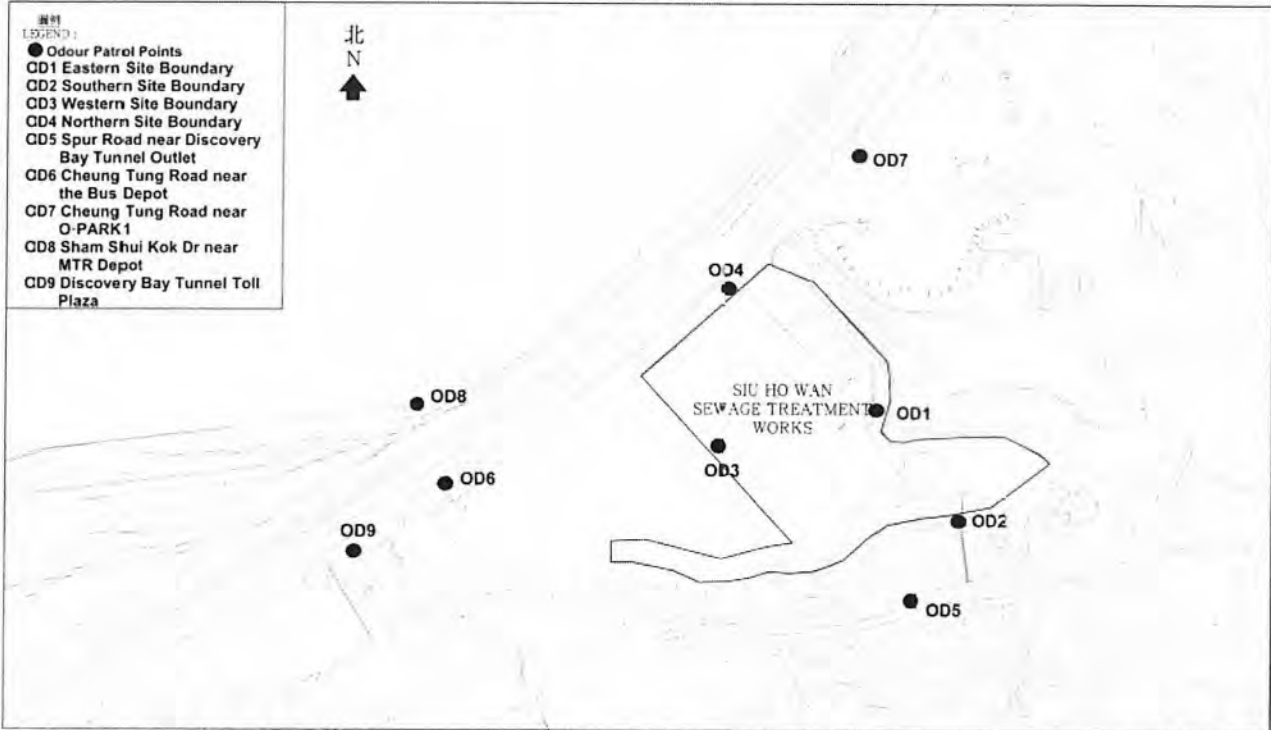 圖例
LEGEND :
Odour Patrol Points
OD1 Eastern Site Boundary
OD2 Southern Site Boundary
OD3 Western Site Boundary
OD4 Northern Site Boundary
OD5 Spur Road near Discovery
Bay Tunnel Outlet
OD6 Cheung Tung Road near
the Bus Depot
OD7 Cheung Tung Road near
O-PARK1
OD8 Sham Shui Kok Dr near
MTR Depot
OD9 Discovery Bay Tunnel Toll
Plaza
北
N
OD7
OD4
SIU HO WAN
SEWAGE TREATMENT
WORKS
OD8
OD1
OD3
OD6
OD2
OD9
OD5